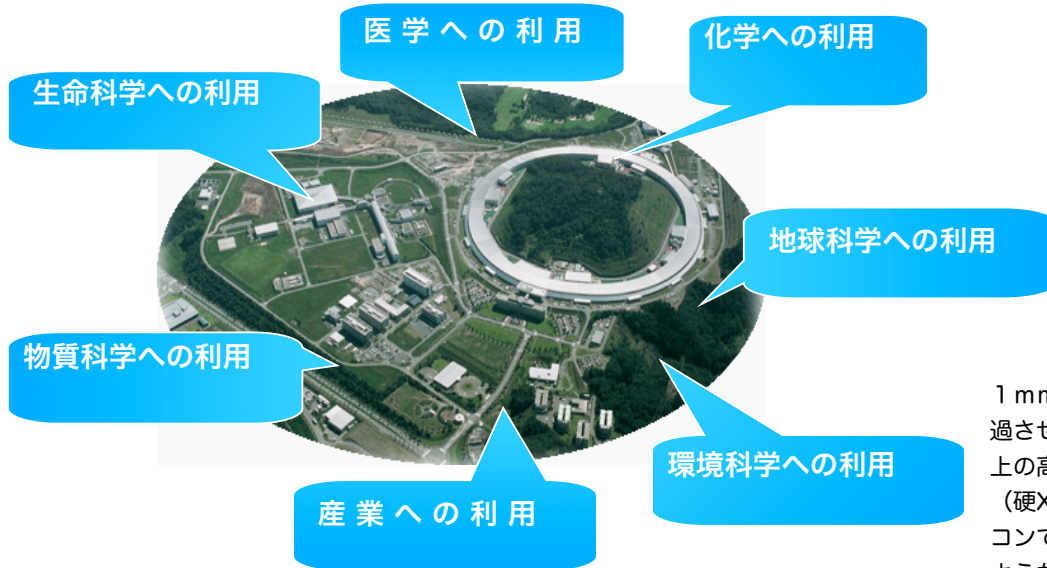 医学への利用
化学への利用
生命科学への利用
地球科学への利用
物質科学への利用
環境科学への利用
産業への利用
１ｍｍ
過させ
上の高
（硬X
コンで